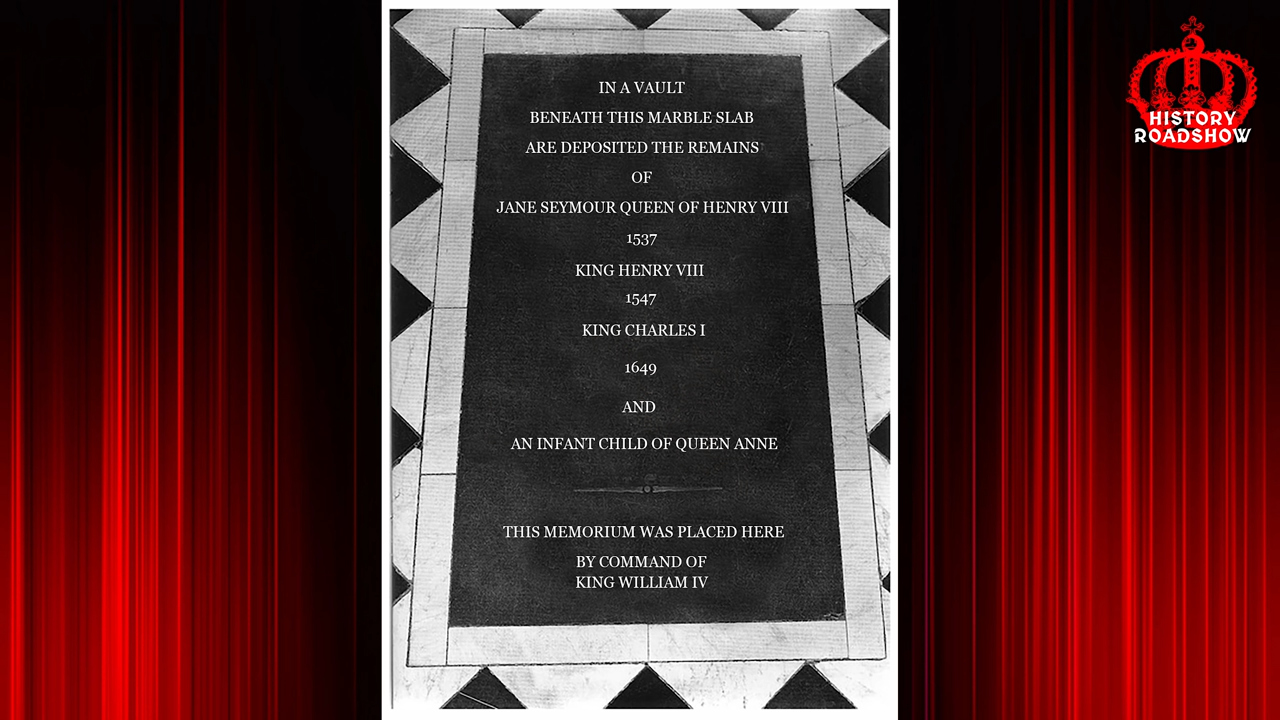 IN A VAULT
BENEATH THIS MARBLE SLAB
ARE DEPOSITED THE REMAINS
OF
JANE SEYMOUR QUEEN OF HENRY VIII
1537
KING HENRY VIII
1547
KING CHARLES I
1649
AND
AN INFANT CHILD OF QUEEN ANNE
THIS MEMORIUM WAS PLACED HERE
BY COMMAND OF
KING WILLIAM IV
HISTORY
ROADSHOW